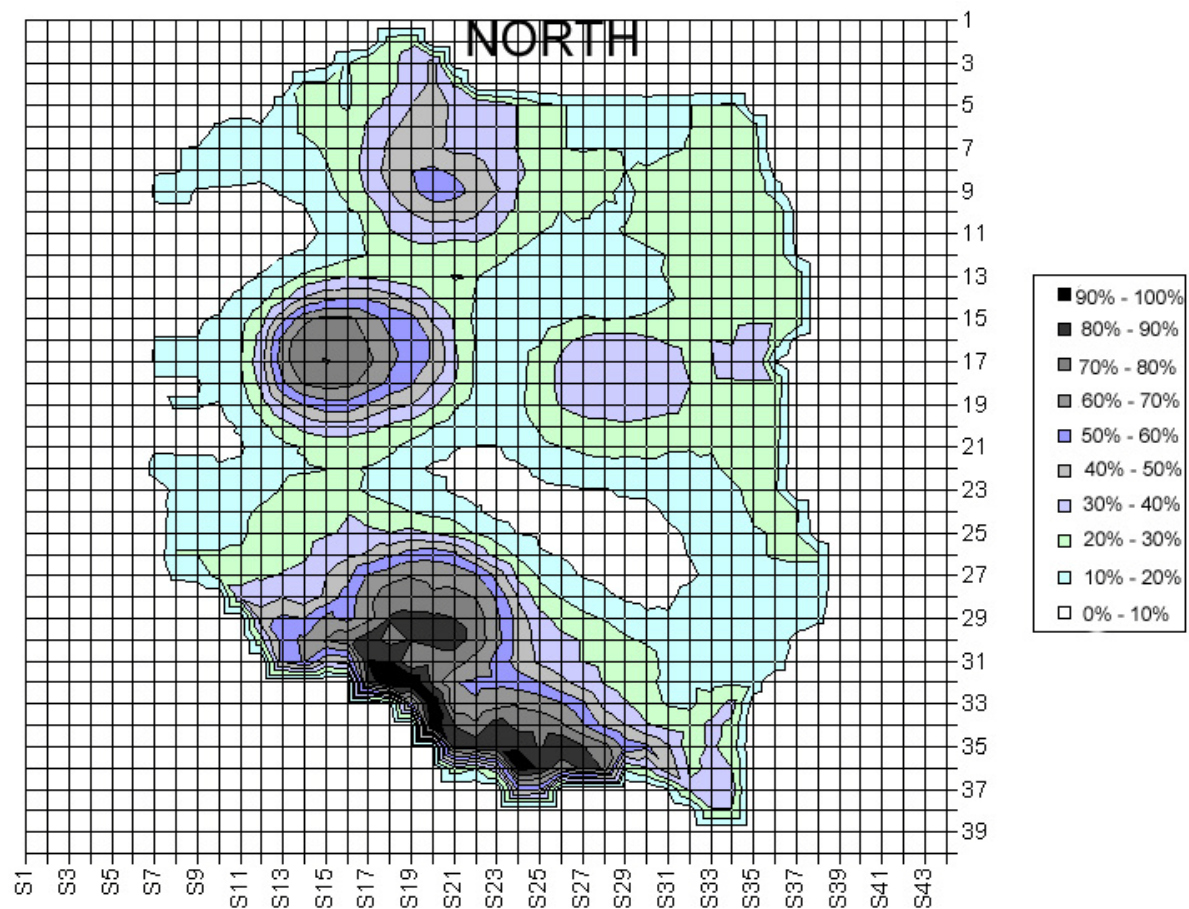 NORTH
1
3
5
7
9
11
13
15
17
19
21
23
25
27
29
31
33
35
37
39
S1
S3
S5
S7
S9
S11
S13
S15
S17
S19
S21
S23
S25
S27
S29
S31
S33
S35
S37
S39
S41
S43
90% - 100%
80% - 90%
70% - 80%
60% - 70%
50% - 60%
40% - 50%
30% - 40%
20% - 30%
10% - 20%
0% - 10%